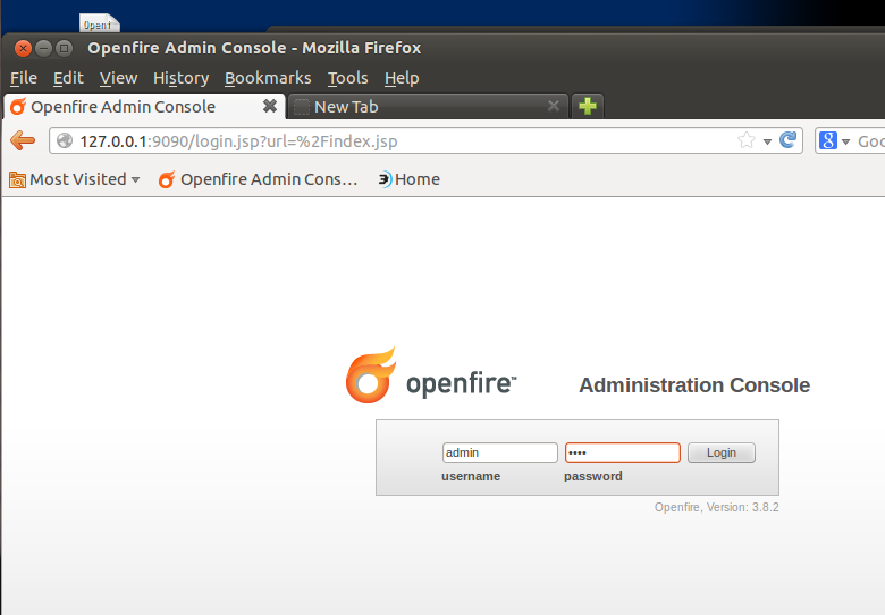 Openf
Openfire Admin Console - Mozilla Firefox
File Edit View History Bookmarks Tools Help
Openfire Admin Console New Tab
127.0.0.1:9090/login.jsp?url=%2Findex.jsp 8 Goo
Most Visited Openfire Admin Cons... Home
openfire™ Administration Console
admin •••• Login
username password
Openfire, Version: 3.8.2